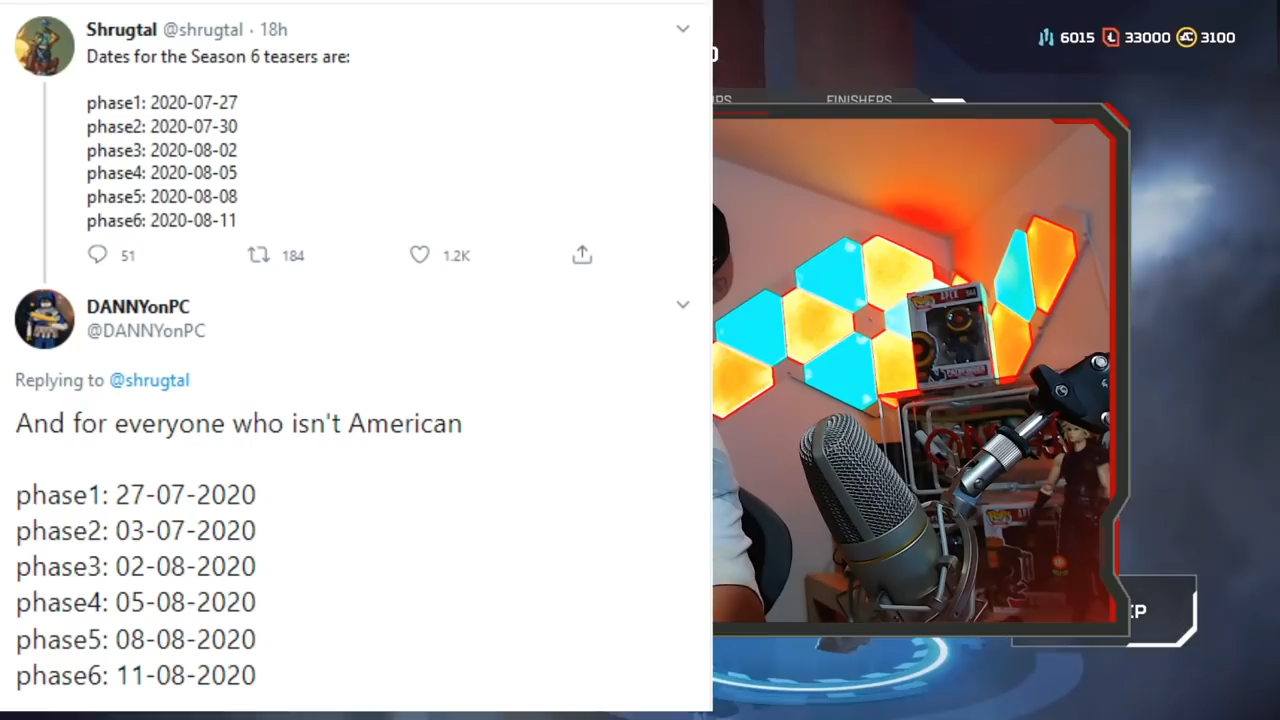 Shrugtal @shrugtal · 18h
Dates for the Season 6 teasers are:
phase1: 2020-07-27
phase2: 2020-07-30
phase3: 2020-08-02
phase4: 2020-08-05
phase5: 2020-08-08
phase6: 2020-08-11
51 184 1.2K
DANNYonPC
@DANNYonPC
Replying to @shrugtal
And for everyone who isn't American
phase1: 27-07-2020
phase2: 03-07-2020
phase3: 02-08-2020
phase4: 05-08-2020
phase5: 08-08-2020
phase6: 11-08-2020
6015 33000 3100
FINISHERS
APEX